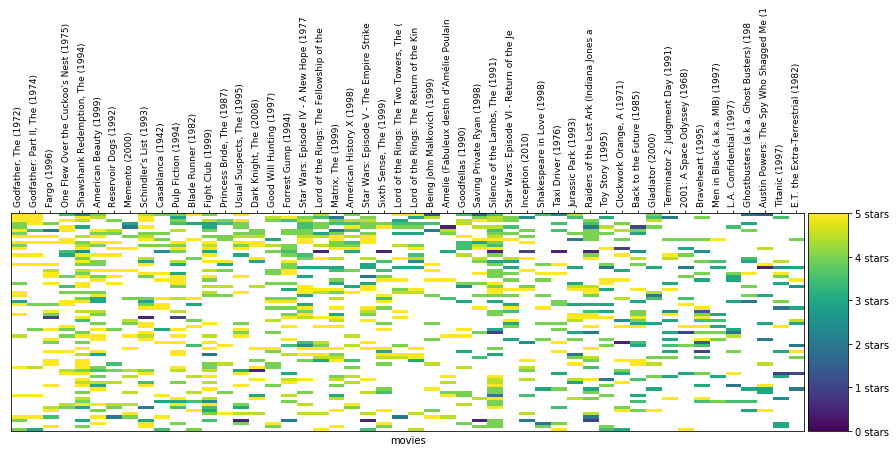 Godfather, The (1972)
Godfather: Part II, The (1974)
Fargo (1996)
One Flew Over the Cuckoo's Nest (1975)
Shawshank Redemption, The (1994)
American Beauty (1999)
Reservoir Dogs (1992)
Memento (2000)
Schindler's List (1993)
Casablanca (1942)
Pulp Fiction (1994)
Blade Runner (1982)
Fight Club (1999)
Princess Bride, The (1987)
Usual Suspects, The (1995)
Dark Knight, The (2008)
Good Will Hunting (1997)
Forrest Gump (1994)
Star Wars: Episode IV - A New Hope (1977
Lord of the Rings: The Fellowship of the
Matrix, The (1999)
American History X (1998)
Star Wars: Episode V - The Empire Strike
Sixth Sense, The (1999)
Lord of the Rings: The Two Towers, The (
Lord of the Rings: The Return of the Kin
Being John Malkovich (1999)
Amelie (Fabuleux destin d'Amélie Poulain
Goodfellas (1990)
Saving Private Ryan (1998)
Silence of the Lambs, The (1991)
Star Wars: Episode VI - Return of the Je
Inception (2010)
Shakespeare in Love (1998)
Taxi Driver (1976)
Jurassic Park (1993)
Raiders of the Lost Ark (Indiana Jones a
Toy Story (1995)
Clockwork Orange, A (1971)
Back to the Future (1985)
Gladiator (2000)
Terminator 2: Judgment Day (1991)
2001: A Space Odyssey (1968)
Braveheart (1995)
Men in Black (a.k.a. MIB) (1997)
L.A. Confidential (1997)
Ghostbusters (a.k.a. Ghost Busters) (198
Austin Powers: The Spy Who Shagged Me (1
Titanic (1997)
E.T. the Extra-Terrestrial (1982)
5 stars
4 stars
3 stars
2 stars
1 stars
0 stars
movies